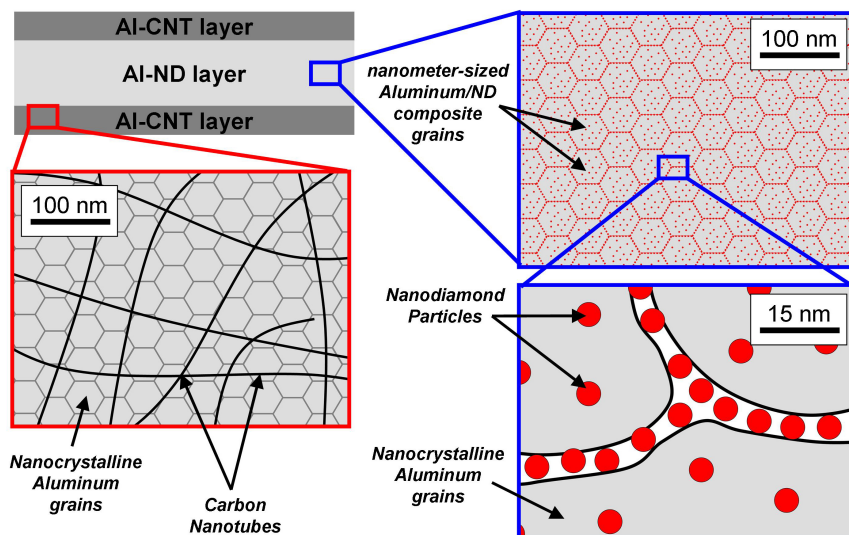 Al-CNT layer
Al-ND layer
Al-CNT layer
nanometer-sized
Aluminum/ND
composite
grains
100 nm
100 nm
Nanodiamond
Particles
15 nm
Nanocrystalline
Aluminum
grains
Carbon
Nanotubes
Nanocrystalline
Aluminum
grains